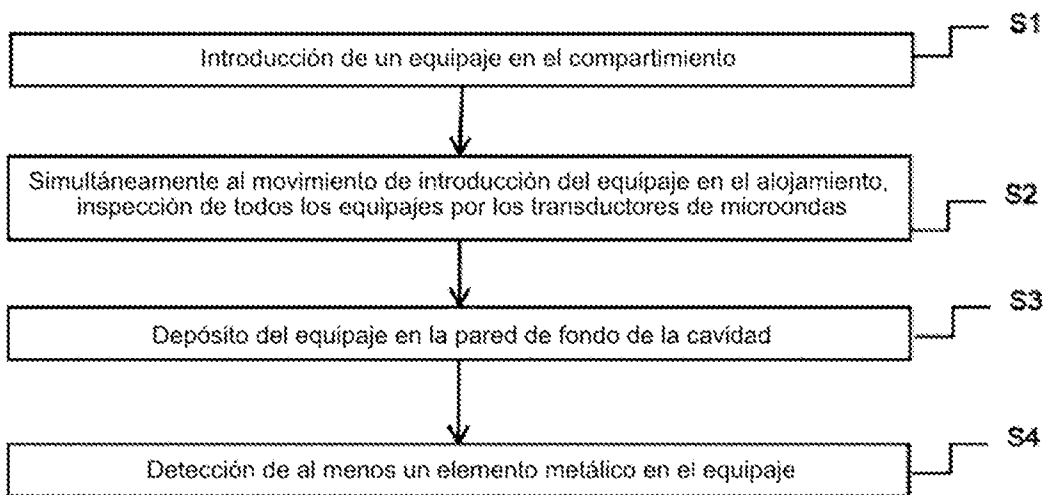 S1
Introducción de un equipaje en el compartimiento
Simultáneamente al movimiento de introducción del equipaje en el alojamiento,
inspección de todos los equipajes por los transductores de microondas
S2
S3
Depósito del equipaje en la pared de fondo de la cavidad
S4
Detección de al menos un elemento metálico en el equipaje